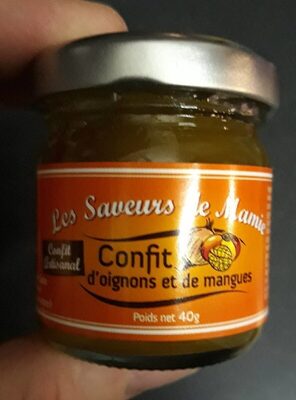 Les Saveurs de Mamie
Confit
Artisanal
Confit
d'oignons et de mangues
Poids net 40g